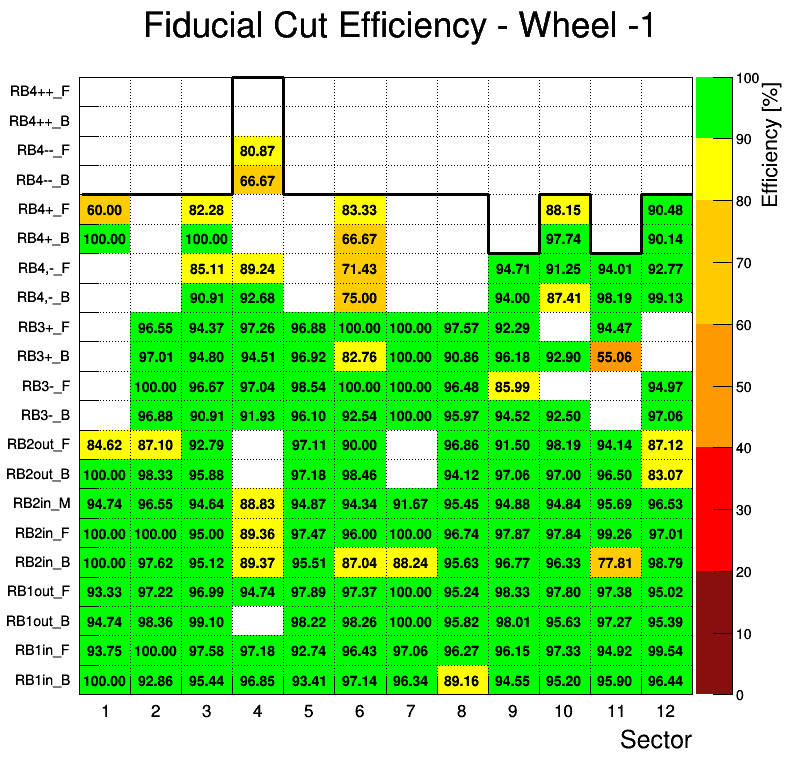 Fiducial Cut Efficiency - Wheel -1
RB4++_F
RB4++_B
RB4--_F 80.87
RB4--_B 66.67
RB4+_F 60.00 82.28 83.33 88.15 90.48
RB4+_B 100.00 100.00 66.67 97.74 90.14
RB4,-_F 85.11 89.24 71.43 94.71 91.25 94.01 92.77
RB4,-_B 90.91 92.68 75.00 94.00 87.41 98.19 99.13
RB3+_F 96.55 94.37 97.26 96.88 100.00 100.00 97.57 92.29 94.47
RB3+_B 97.01 94.80 94.51 96.92 82.76 100.00 90.86 96.18 92.90 55.06
RB3-_F 100.00 96.67 97.04 98.54 100.00 100.00 96.48 85.99 94.97
RB3-_B 96.88 90.91 91.93 96.10 92.54 100.00 95.97 94.52 92.50 97.06
RB2out_F 84.62 87.10 92.79 97.11 90.00 96.86 91.50 98.19 94.14 87.12
RB2out_B 100.00 98.33 95.88 97.18 98.46 94.12 97.06 97.00 96.50 83.07
RB2in_M 94.74 96.55 94.64 88.83 94.87 94.34 91.67 95.45 94.88 94.84 95.69 96.53
RB2in_F 100.00 100.00 95.00 89.36 97.47 96.00 100.00 96.74 97.87 97.84 99.26 97.01
RB2in_B 100.00 97.62 95.12 89.37 95.51 87.04 88.24 95.63 96.77 96.33 77.81 98.79
RB1out_F 93.33 97.22 96.99 94.74 97.89 97.37 100.00 95.24 98.33 97.80 97.38 95.02
RB1out_B 94.74 98.36 99.10 98.22 98.26 100.00 95.82 98.01 95.63 97.27 95.39
RB1in_F 93.75 100.00 97.58 97.18 92.74 96.43 97.06 96.27 96.15 97.33 94.92 99.54
RB1in_B 100.00 92.86 95.44 96.85 93.41 97.14 96.34 89.16 94.55 95.20 95.90 96.44
1 2 3 4 5 6 7 8 9 10 11 12
Sector
100
90
80
70
60
50
40
30
20
10
0
Efficiency [%]